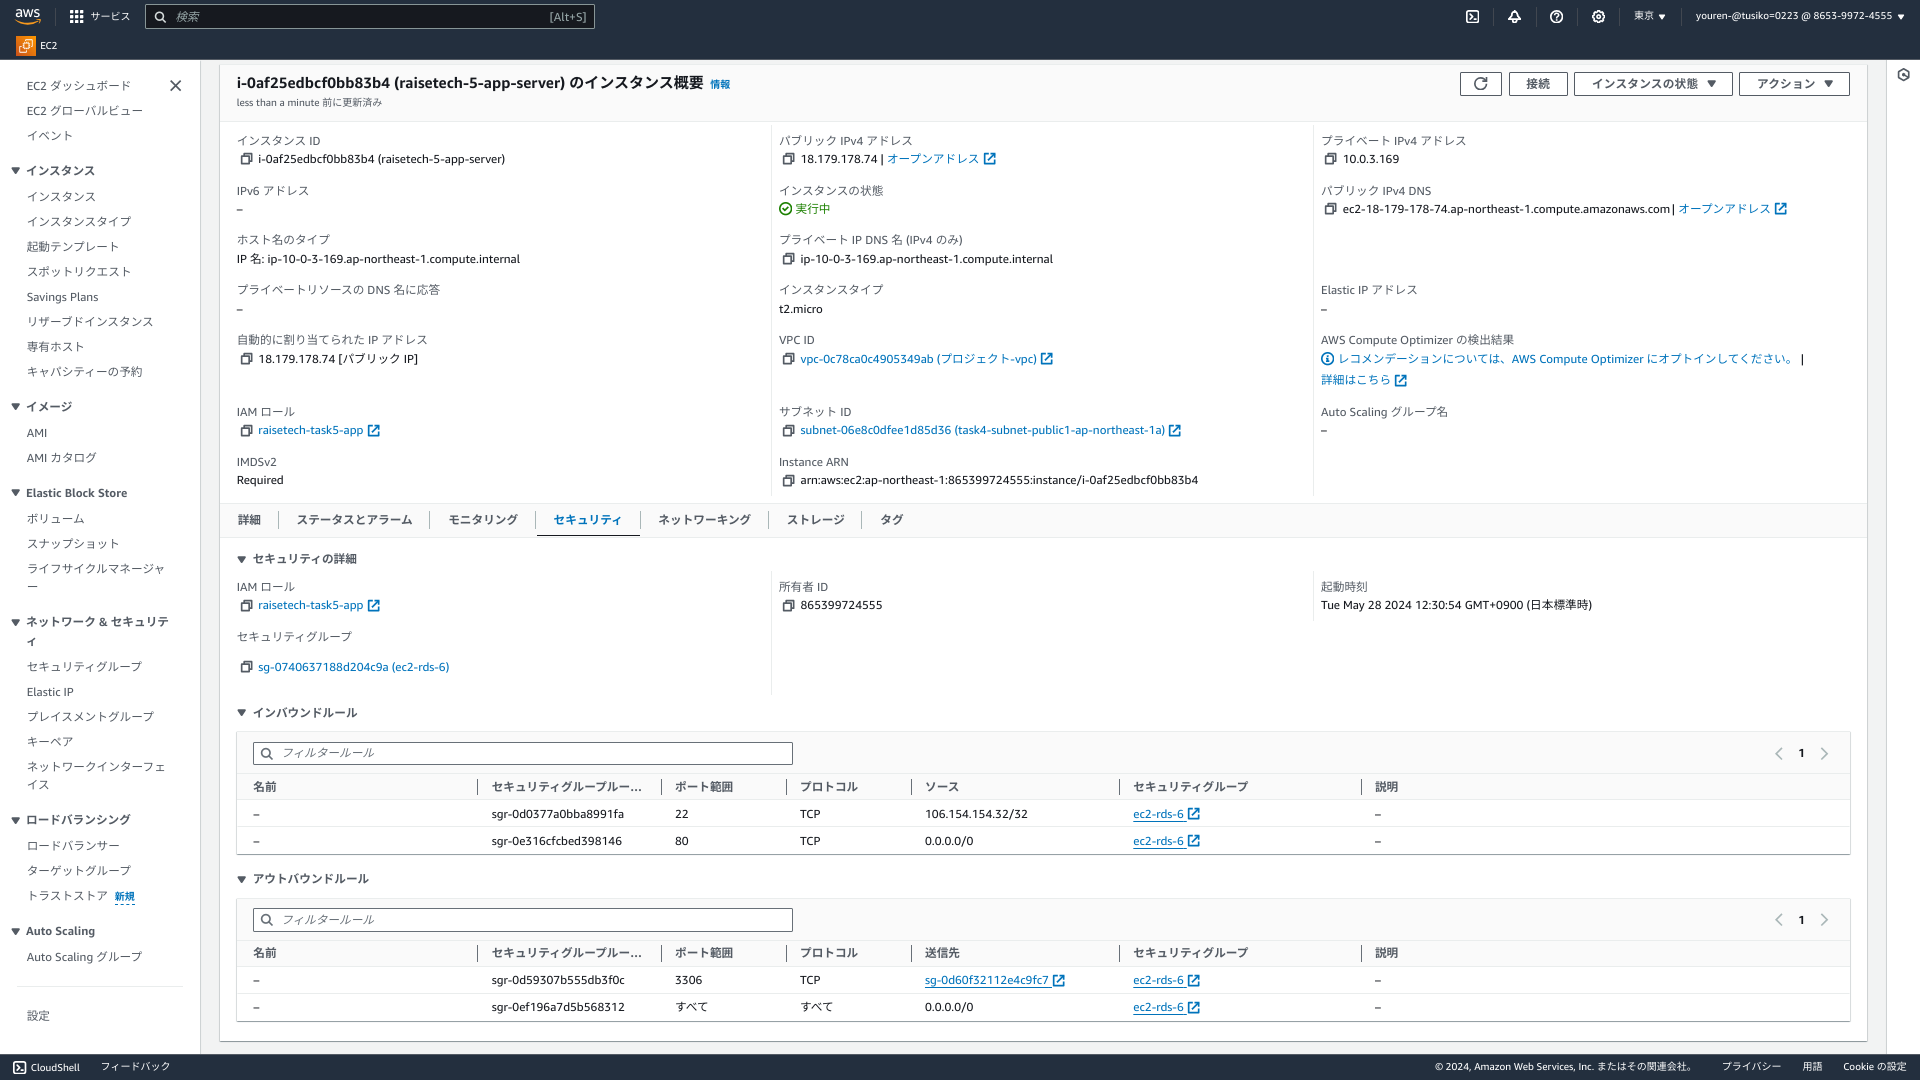 aws
サービス
検索
[Alt+S]
東京 ▼
youren-@tusiko=0223 @ 8653-9972-4555 ▼
EC2
EC2 ダッシュボード
EC2 グローバルビュー
イベント
▼ インスタンス
インスタンス
インスタンスタイプ
起動テンプレート
スポットリクエスト
Savings Plans
リザーブドインスタンス
専有ホスト
キャパシティーの予約
▼ イメージ
AMI
AMI カタログ
▼ Elastic Block Store
ボリューム
スナップショット
ライフサイクルマネージャ
ー
▼ ネットワーク & セキュリテ
ィ
セキュリティグループ
Elastic IP
プレイスメントグループ
キーペア
ネットワークインターフェ
イス
▼ ロードバランシング
ロードバランサー
ターゲットグループ
トラストストア 新規
▼ Auto Scaling
Auto Scaling グループ
設定
i-0af25edbcf0bb83b4 (raisetech-5-app-server) のインスタンス概要 情報
less than a minute 前に更新済み
接続
インスタンスの状態 ▼
アクション ▼
インスタンス ID
i-0af25edbcf0bb83b4 (raisetech-5-app-server)
パブリック IPv4 アドレス
18.179.178.74 | オープンアドレス
プライベート IPv4 アドレス
10.0.3.169
IPv6 アドレス
–
インスタンスの状態
実行中
パブリック IPv4 DNS
ec2-18-179-178-74.ap-northeast-1.compute.amazonaws.com | オープンアドレス
ホスト名のタイプ
IP 名: ip-10-0-3-169.ap-northeast-1.compute.internal
プライベート IP DNS 名 (IPv4 のみ)
ip-10-0-3-169.ap-northeast-1.compute.internal
プライベートリソースの DNS 名に応答
–
インスタンスタイプ
t2.micro
Elastic IP アドレス
–
自動的に割り当てられた IP アドレス
18.179.178.74 [パブリック IP]
VPC ID
vpc-0c78ca0c4905349ab (プロジェクト-vpc)
AWS Compute Optimizer の検出結果
レコメンデーションについては、AWS Compute Optimizer にオプトインしてください。 |
詳細はこちら
IAM ロール
raisetech-task5-app
サブネット ID
subnet-06e8c0dfee1d85d36 (task4-subnet-public1-ap-northeast-1a)
Auto Scaling グループ名
–
IMDSv2
Required
Instance ARN
arn:aws:ec2:ap-northeast-1:865399724555:instance/i-0af25edbcf0bb83b4
詳細
ステータスとアラーム
モニタリング
セキュリティ
ネットワーキング
ストレージ
タグ
▼ セキュリティの詳細
IAM ロール
raisetech-task5-app
所有者 ID
865399724555
起動時刻
Tue May 28 2024 12:30:54 GMT+0900 (日本標準時)
セキュリティグループ
sg-0740637188d204c9a (ec2-rds-6)
▼ インバウンドルール
フィルタールール
1
名前 セキュリティグループルー... ポート範囲 プロトコル ソース セキュリティグループ 説明
– sgr-0d0377a0bba8991fa 22 TCP 106.154.154.32/32 ec2-rds-6 –
– sgr-0e316cfcbed398146 80 TCP 0.0.0.0/0 ec2-rds-6 –
▼ アウトバウンドルール
フィルタールール
1
名前 セキュリティグループルー... ポート範囲 プロトコル 送信先 セキュリティグループ 説明
– sgr-0d59307b555db3f0c 3306 TCP sg-0d60f32112e4c9fc7 ec2-rds-6 –
– sgr-0ef196a7d5b568312 すべて すべて 0.0.0.0/0 ec2-rds-6 –
CloudShell
フィードバック
© 2024, Amazon Web Services, Inc. またはその関連会社。
プライバシー
用語
Cookie の設定